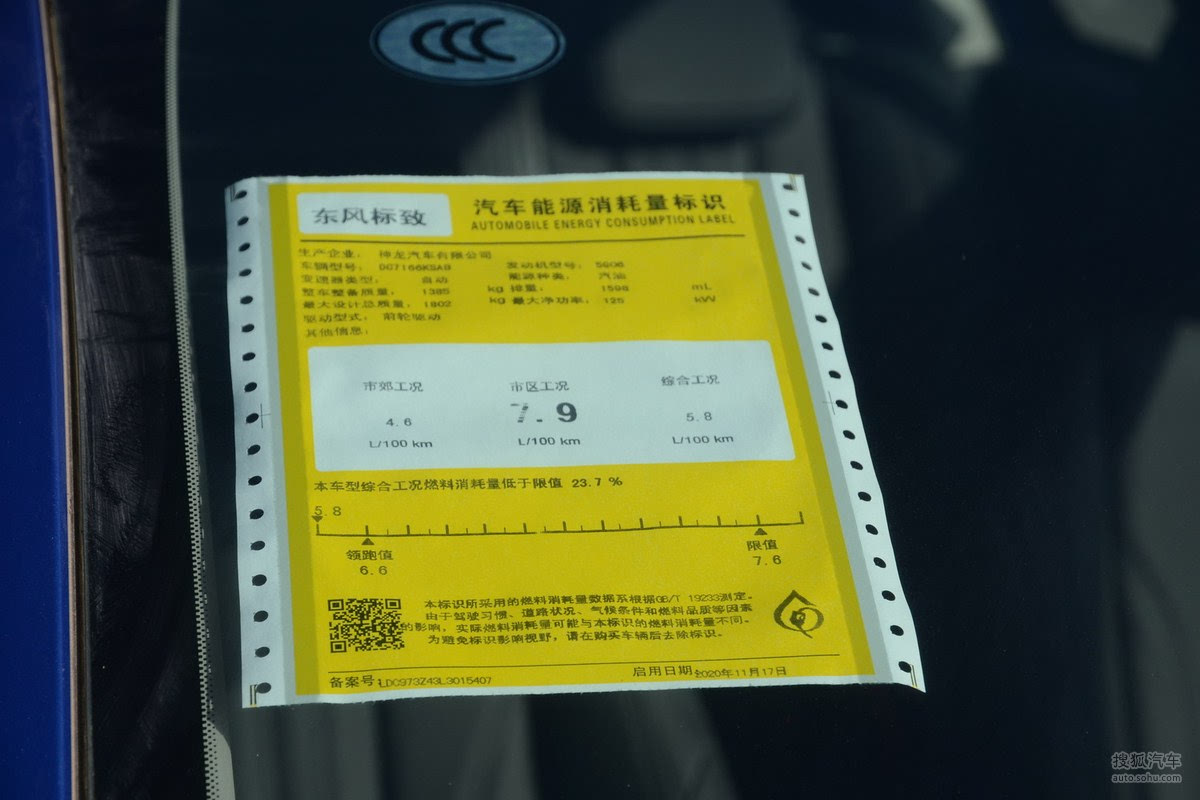 CCC
东风标致
汽车能源消耗量标识
AUTOMOBILE ENERGY CONSUMPTION LABEL
生产企业： 神龙汽车有限公司
车辆型号： DC7166KSAB 发动机型号： 5G06
变速器类型： 自动 能源种类： 汽油
整车整备质量： 1385 kg 排量： 1598 mL
最大设计总质量： 1802 kg 最大净功率： 125 kW
驱动型式： 前轮驱动
其他信息：
市郊工况 市区工况 综合工况
4.6 7.9 5.8
L/100 km L/100 km L/100 km
本车型综合工况燃料消耗量低于限值 23.7 %
5.8
领跑值 限值
6.6 7.6
本标识所采用的燃料消耗量数据系根据GB/T 19233测定。
由于驾驶习惯、道路状况、气候条件和燃料品质等因素
的影响，实际燃料消耗量可能与本标识的燃料消耗量不同。
为避免标识影响视野，请在购买车辆后去除标识。
备案号：LDC973Z43L3015407 启用日期：2020年11月17日
搜狐汽车
auto.sohu.com